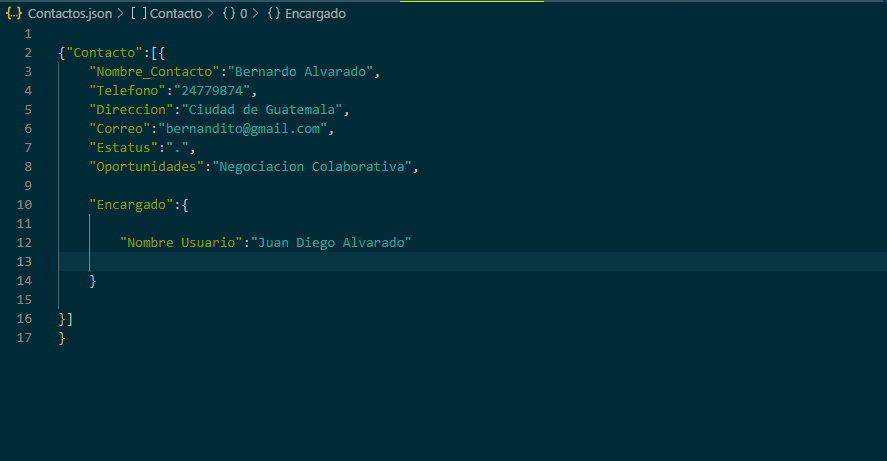 {..} Contactos.json > [ ] Contacto > {} 0 > {} Encargado
1
2 {"Contacto":[{
3 "Nombre_Contacto":"Bernardo Alvarado",
4 "Telefono":"24779874",
5 "Direccion":"Ciudad de Guatemala",
6 "Correo":"bernandito@gmail.com",
7 "Estatus":".",
8 "Oportunidades":"Negociacion Colaborativa",
9
10 "Encargado":{
11
12 "Nombre Usuario":"Juan Diego Alvarado"
13
14 }
15
16 }]
17 }